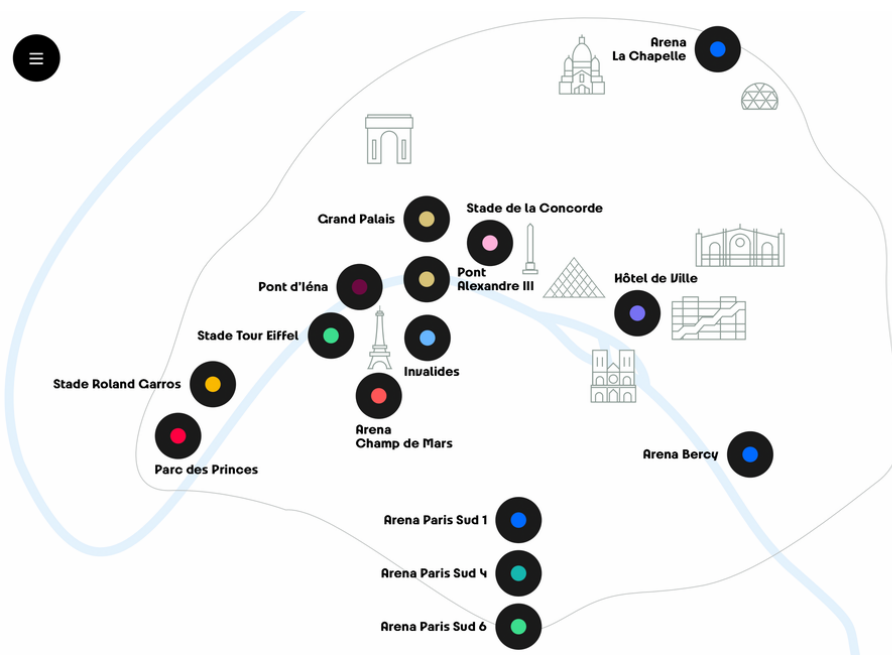 Arena
La Chapelle
Grand Palais
Stade de la Concorde
Pont d'Iéna
Pont
Alexandre III
Hôtel de Ville
Stade Tour Eiffel
Invalides
Stade Roland Garros
Arena
Champ de Mars
Parc des Princes
Arena Bercy
Arena Paris Sud 1
Arena Paris Sud 4
Arena Paris Sud 6